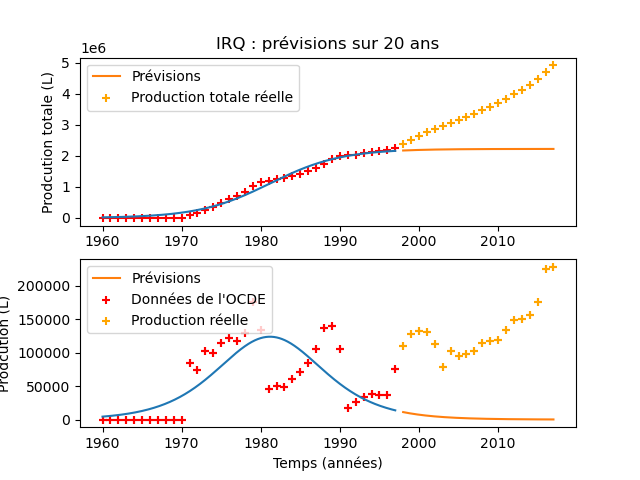 IRQ : prévisions sur 20 ans
1e6
Prodcution totale (L)
5
4
3
2
1
0
Prévisions
Production totale réelle
1960 1970 1980 1990 2000 2010
Prodcution (L)
200000
150000
100000
50000
0
Prévisions
Données de l'OCDE
Production réelle
1960 1970 1980 1990 2000 2010
Temps (années)